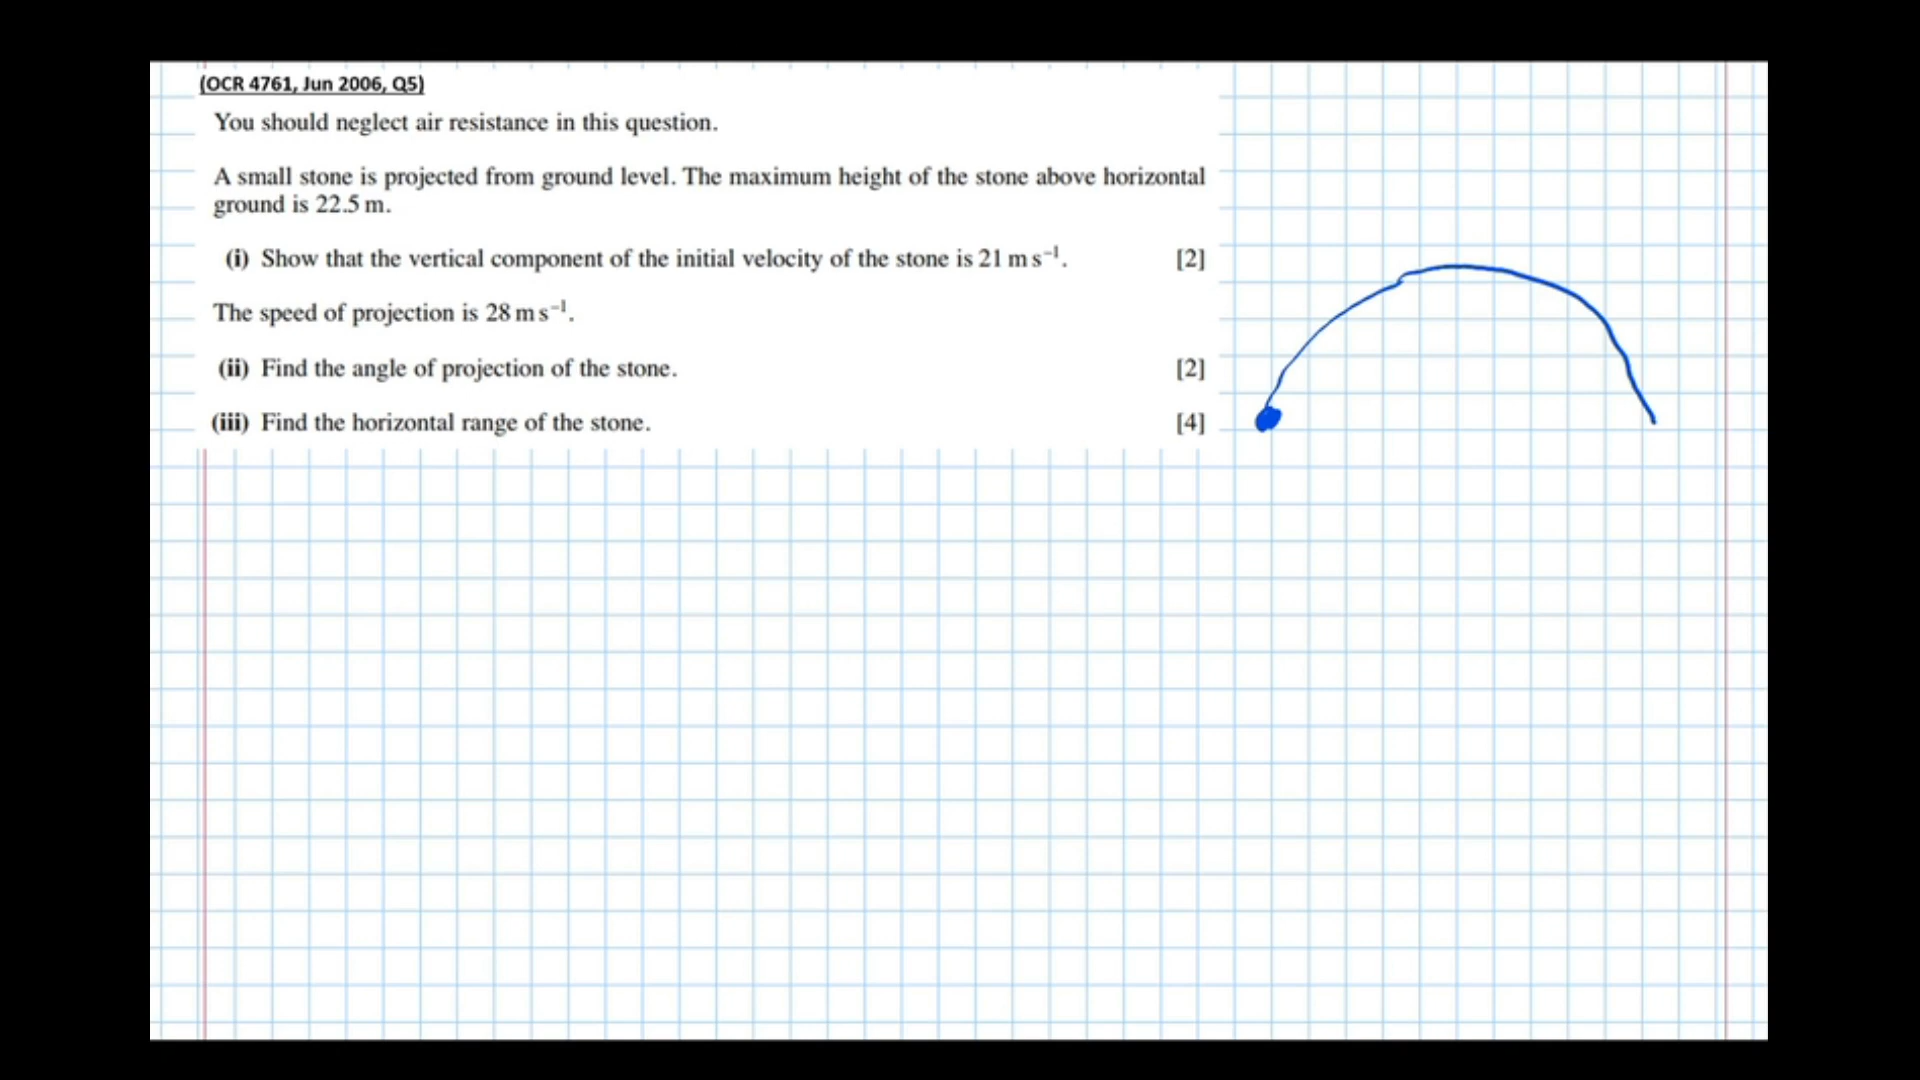 (OCR 4761, Jun 2006, Q5)
You should neglect air resistance in this question.
A small stone is projected from ground level. The maximum height of the stone above horizontal
ground is 22.5 m.
(i) Show that the vertical component of the initial velocity of the stone is 21 m s⁻¹. [2]
The speed of projection is 28 m s⁻¹.
(ii) Find the angle of projection of the stone. [2]
(iii) Find the horizontal range of the stone. [4]